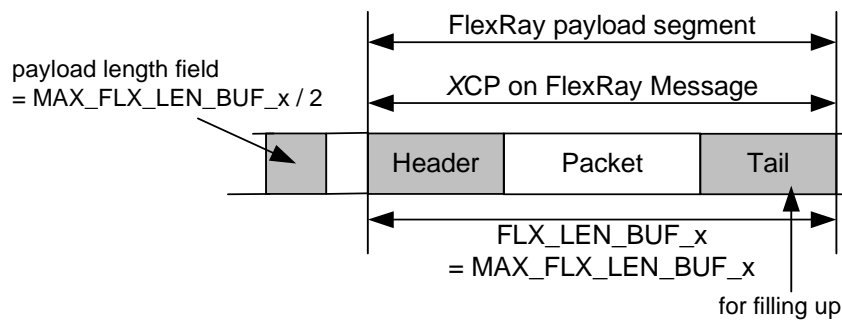 FlexRay payload segment
payload length field
= MAX_FLX_LEN_BUF_x / 2
XCP on FlexRay Message
Header
Packet
Tail
FLX_LEN_BUF_x
= MAX_FLX_LEN_BUF_x
for filling up